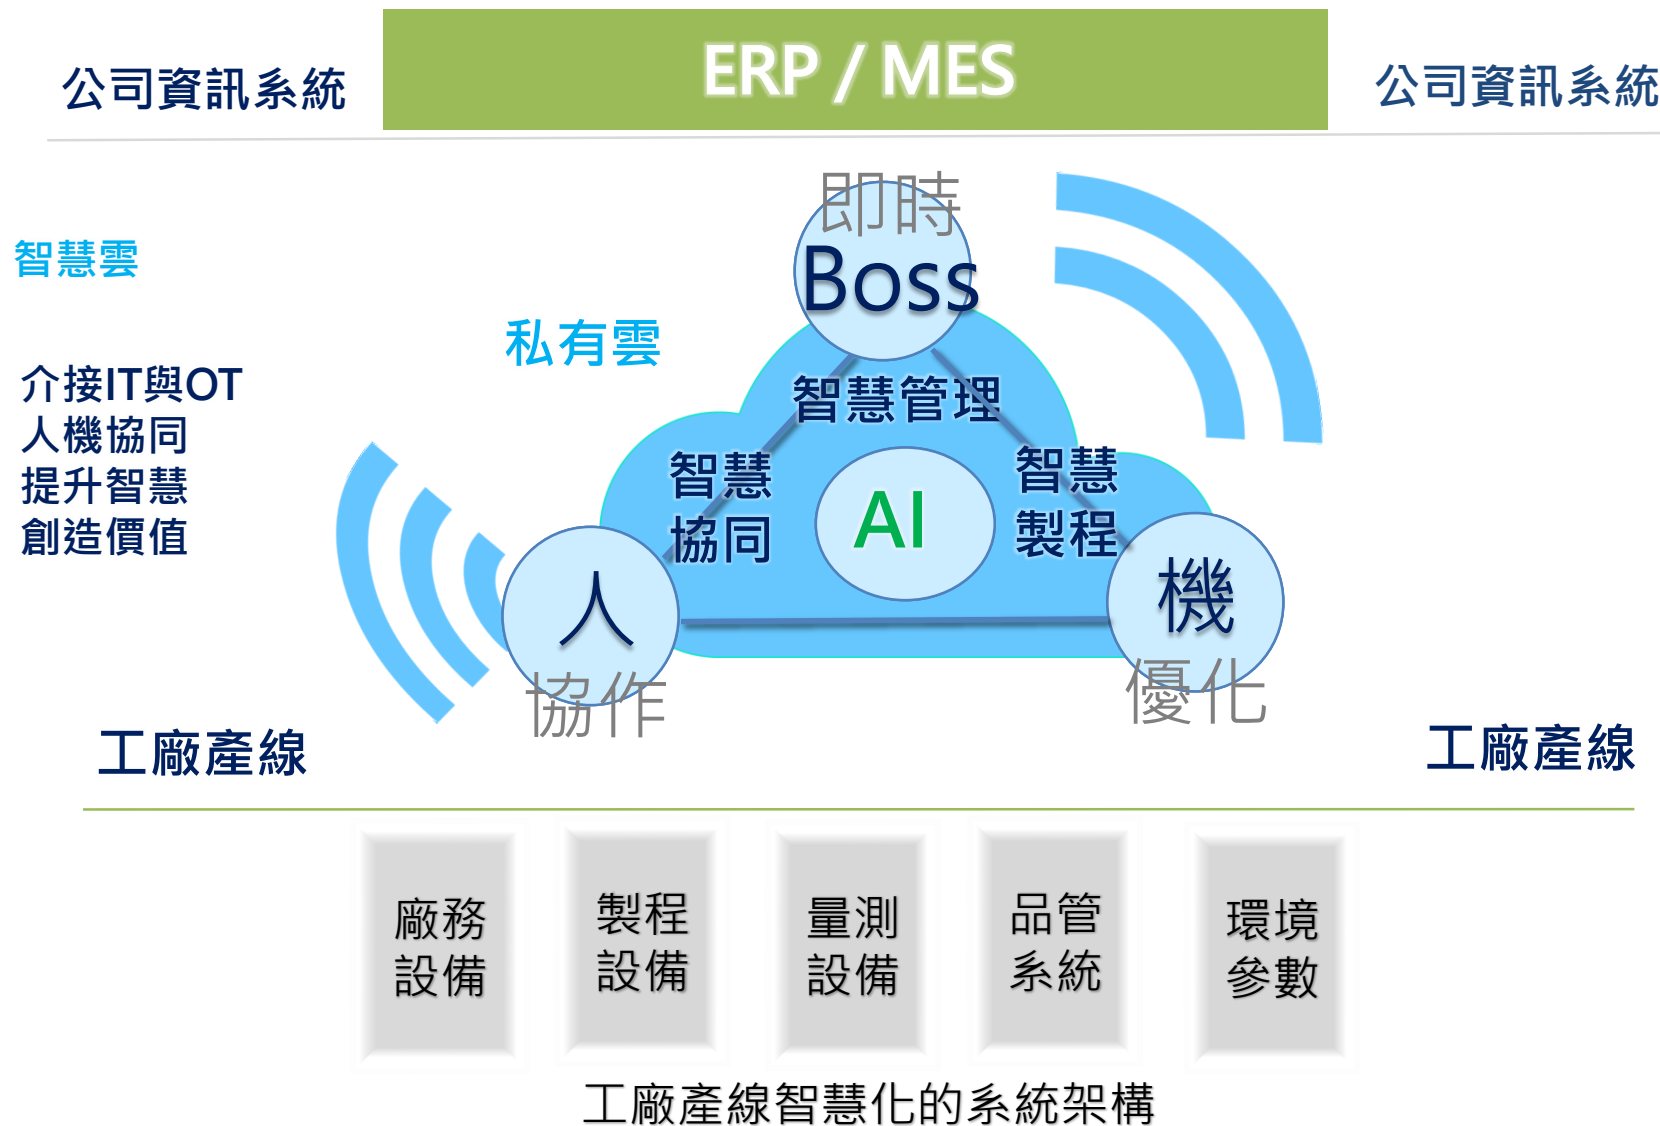 公司資訊系統
ERP / MES
公司資訊系統
即時
Boss
智慧雲
私有雲
介接IT與OT
人機協同
提升智慧
創造價值
智慧管理
智慧
協同
AI
智慧
製程
人
協作
機
優化
工廠產線
工廠產線
廠務
設備
製程
設備
量測
設備
品管
系統
環境
參數
工廠產線智慧化的系統架構